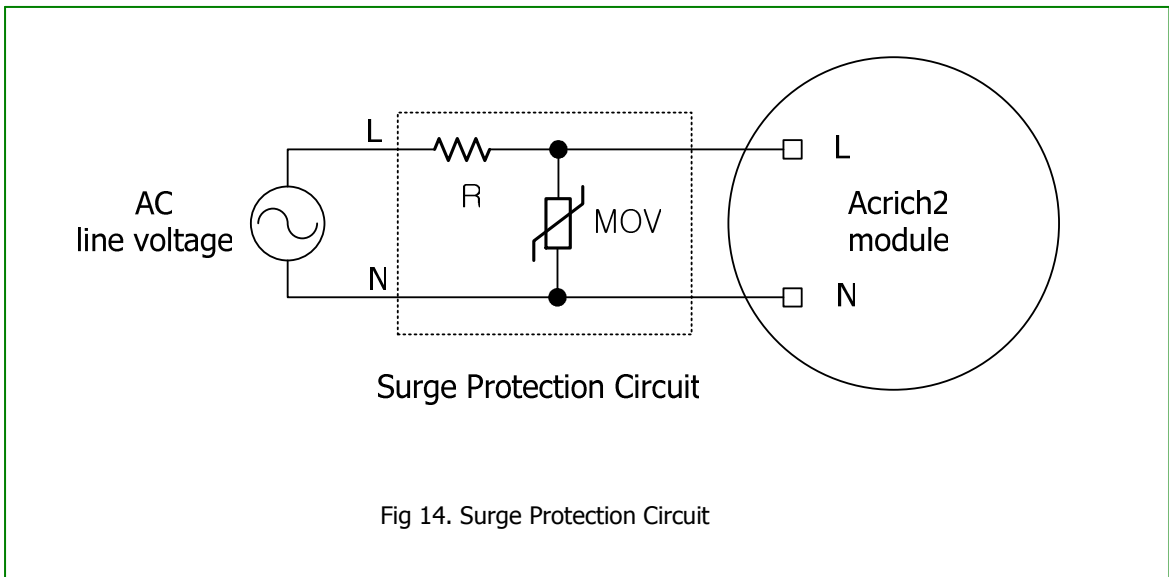 L
R
MOV
N
AC
line voltage
L
Acrich2
module
N
Surge Protection Circuit
Fig 14. Surge Protection Circuit